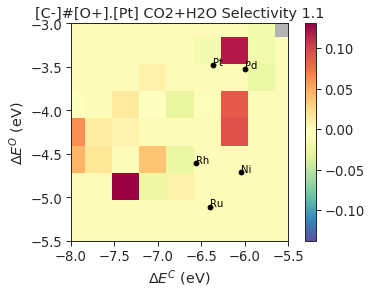 [C-]#[O+].[Pt] CO2+H2O Selectivity 1.1
−3.0
−3.5
−4.0
−4.5
−5.0
−5.5
ΔE^O (eV)
Pt
Pd
Rh
Ni
Ru
−8.0 −7.5 −7.0 −6.5 −6.0 −5.5
ΔE^C (eV)
0.10
0.05
0.00
−0.05
−0.10